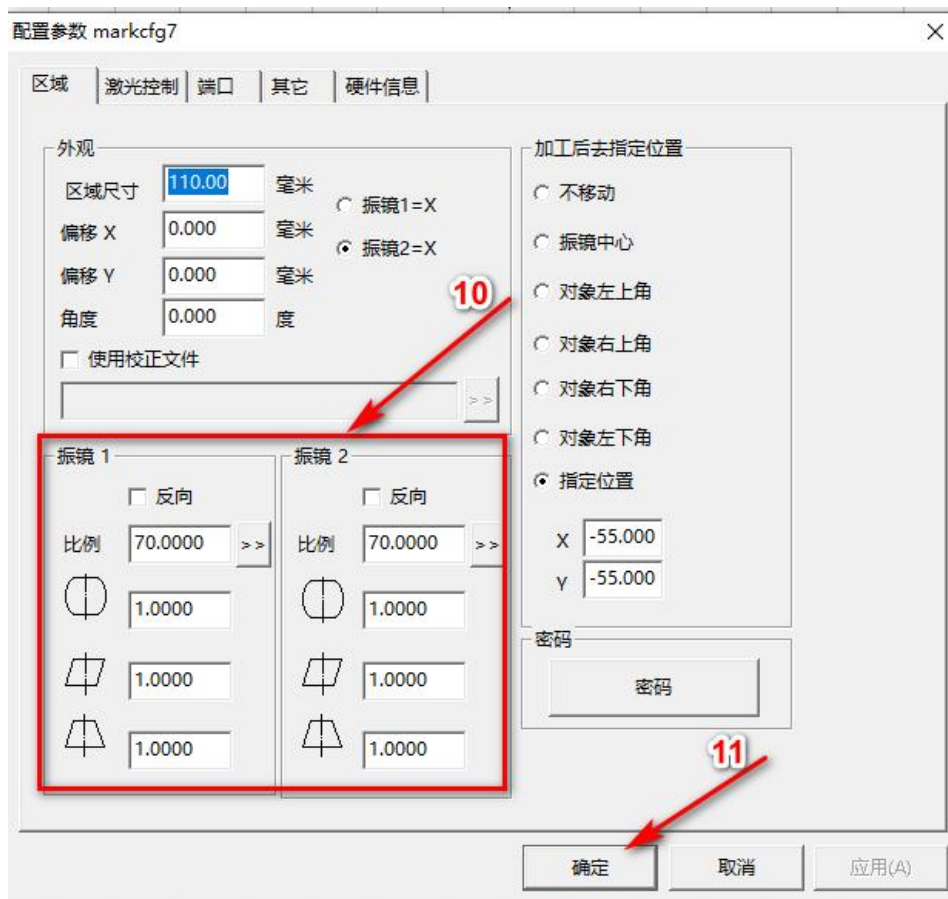 配置参数 markcfg7
区域 激光控制 端口 其它 硬件信息
外观
区域尺寸 110.00 毫米
偏移 X 0.000 毫米
偏移 Y 0.000 毫米
角度 0.000 度
振镜1=X
振镜2=X
使用校正文件
>>
10
振镜 1
反向
比例 70.0000 >>
1.0000
1.0000
1.0000
振镜 2
反向
比例 70.0000 >>
1.0000
1.0000
1.0000
加工后去指定位置
不移动
振镜中心
对象左上角
对象右上角
对象右下角
对象左下角
指定位置
X -55.000
Y -55.000
密码
密码
11
确定 取消 应用(A)